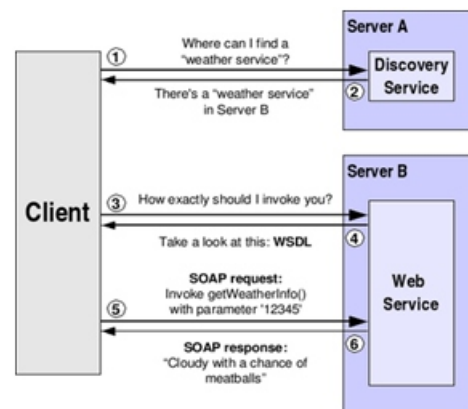 Server A
①
Where can I find a
"weather service"?
Discovery
Service
②
There's a "weather service"
in Server B
Client
Server B
③
How exactly should I invoke you?
Take a look at this: WSDL
④
Web
Service
SOAP request:
Invoke getWeatherInfo()
with parameter '12345'
⑤
⑥
SOAP response:
"Cloudy with a chance of
meatballs"